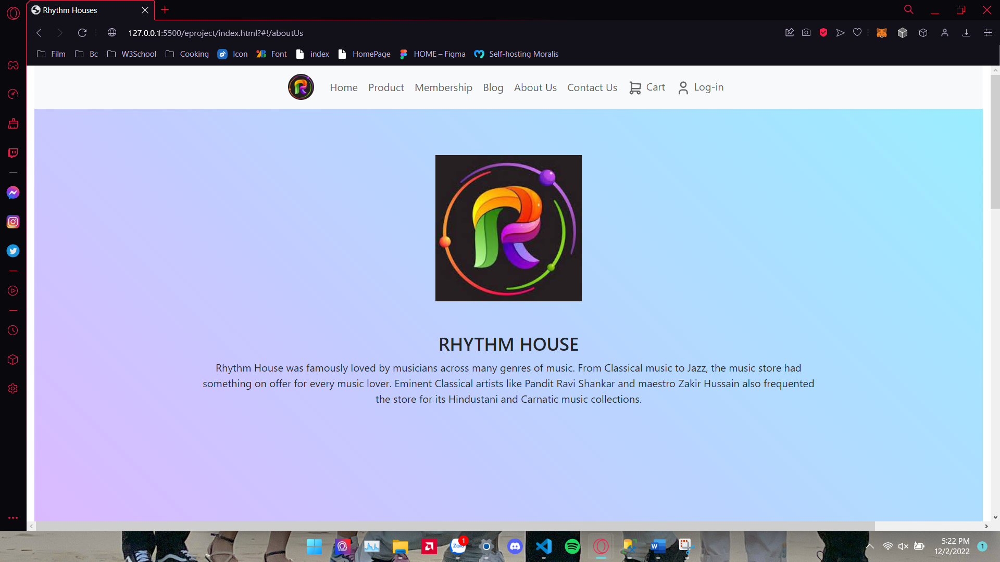 Rhythm Houses
127.0.0.1:5500/eproject/index.html?#!/aboutUs
Film Bc W3School Cooking Icon Font index HomePage HOME – Figma Self-hosting Moralis
R Home Product Membership Blog About Us Contact Us Cart Log-in
R
RHYTHM HOUSE
Rhythm House was famously loved by musicians across many genres of music. From Classical music to Jazz, the music store had
something on offer for every music lover. Eminent Classical artists like Pandit Ravi Shankar and maestro Zakir Hussain also frequented
the store for its Hindustani and Carnatic music collections.
Zalo 1 W
5:22 PM
12/2/2022
1